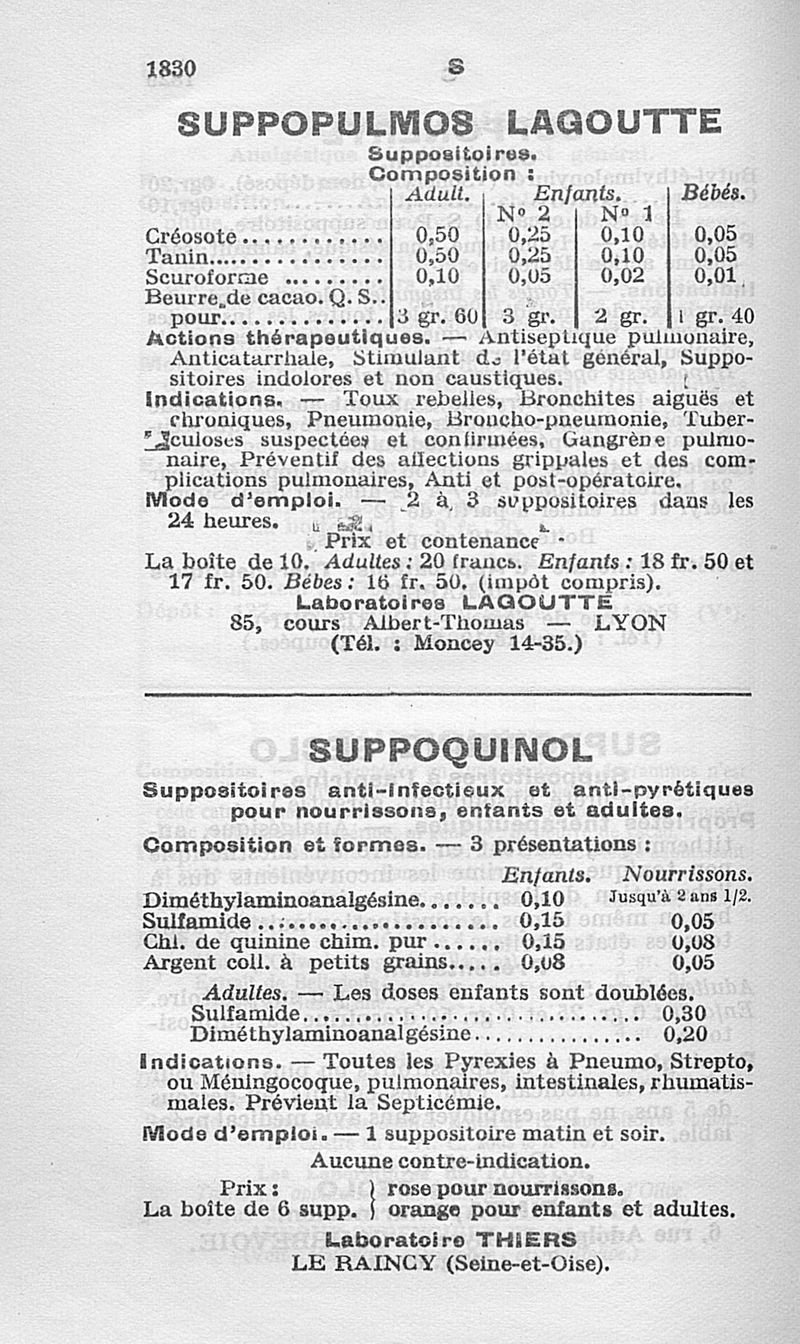 1830 S
SUPPOPULMOS LAGOUTTE
Suppositoires.
Composition :
Adult. Enfants. Bébés.
Nº 2 Nº 1
Créosote.............. 0,50 0,25 0,10 0,05
Tanin................. 0,50 0,25 0,10 0,05
Scuroforme .......... 0,10 0,05 0,02 0,01
Beurre de cacao. Q. S..
pour............... 3 gr. 60 3 gr. 2 gr. 1 gr. 40
Actions thérapeutiques. — Antiseptique pulmonaire,
Anticatarrhale, Stimulant de l'état général, Suppo-
sitoires indolores et non caustiques.
Indications. — Toux rebelles, Bronchites aiguës et
chroniques, Pneumonie, Broncho-pneumonie, Tuber-
culoses suspectées et confirmées, Gangrène pulmo-
naire, Préventif des affections grippales et des com-
plications pulmonaires, Anti et post-opératoire.
Mode d'emploi. — 2 à 3 suppositoires dans les
24 heures.
Prix et contenance :
La boîte de 10. Adultes : 20 francs. Enfants : 18 fr. 50 et
17 fr. 50. Bébes : 16 fr. 50. (impôt compris).
Laboratoires LAGOUTTE
85, cours Albert-Thomas — LYON
(Tél. : Moncey 14-35.)
SUPPOQUINOL
Suppositoires anti-infectieux et anti-pyrétiques
pour nourrissons, enfants et adultes.
Composition et formes. — 3 présentations :
Enfants. Nourrissons.
Diméthylaminoanalgésine....... 0,10 Jusqu'à 2 ans 1/2.
Sulfamide ...................... 0,15 0,05
Chl. de quinine chim. pur ...... 0,15 0,08
Argent coll. à petits grains..... 0,08 0,05
Adultes. — Les doses enfants sont doublées.
Sulfamide............................. 0,30
Diméthylaminoanalgésine................ 0,20
Indications. — Toutes les Pyrexies à Pneumo, Strepto,
ou Méningocoque, pulmonaires, intestinales, rhumatis-
males. Prévient la Septicémie.
Mode d'emploi. — 1 suppositoire matin et soir.
Aucune contre-indication.
Prix : } rose pour nourrissons.
La boîte de 6 supp. } orange pour enfants et adultes.
Laboratoire THIERS
LE RAINCY (Seine-et-Oise).